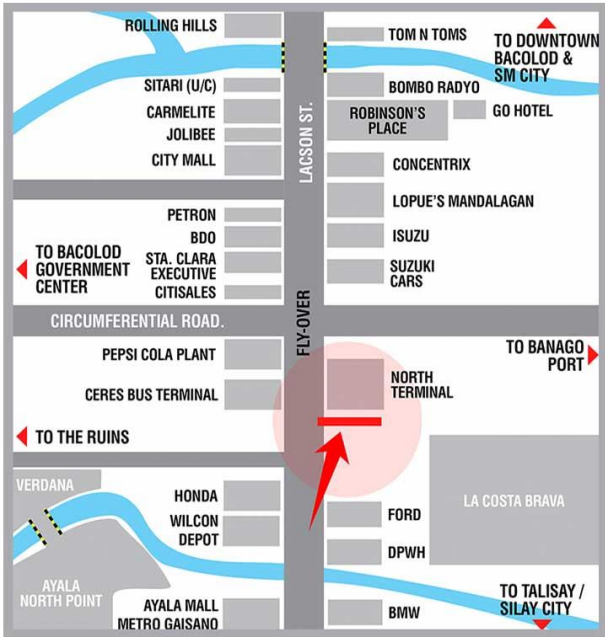 ROLLING HILLS
TOM N TOMS
TO DOWNTOWN
BACOLOD &
SM CITY
SITARI (U/C)
BOMBO RADYO
CARMELITE
ROBINSON'S
PLACE
GO HOTEL
JOLIBEE
CITY MALL
LACSON ST.
CONCENTRIX
LOPUE'S MANDALAGAN
PETRON
BDO
ISUZU
TO BACOLOD
GOVERNMENT
CENTER
STA. CLARA
EXECUTIVE
SUZUKI
CARS
CITISALES
CIRCUMFERENTIAL ROAD.
FLY-OVER
PEPSI COLA PLANT
TO BANAGO
PORT
CERES BUS TERMINAL
NORTH
TERMINAL
TO THE RUINS
VERDANA
HONDA
LA COSTA BRAVA
WILCON
DEPOT
FORD
DPWH
AYALA
NORTH POINT
AYALA MALL
METRO GAISANO
BMW
TO TALISAY /
SILAY CITY